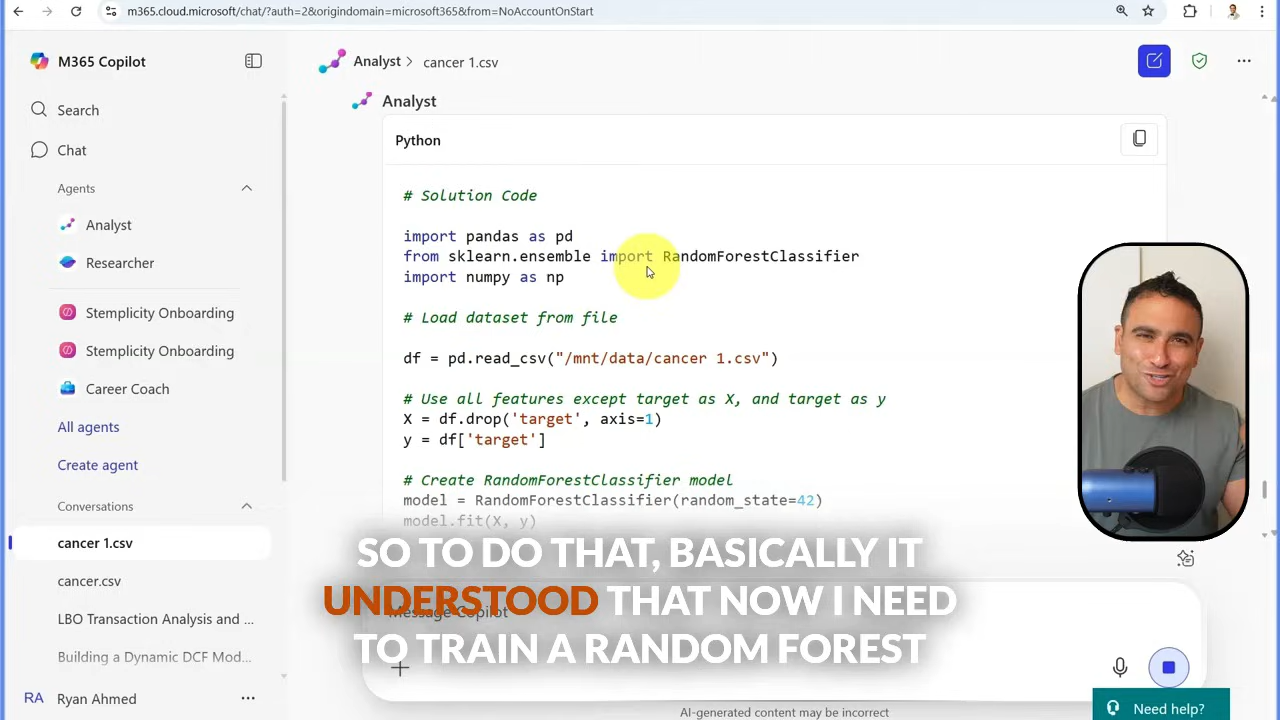 m365.cloud.microsoft/chat/?auth=2&origindomain=microsoft365&from=NoAccountOnStart
M365 Copilot
Search
Chat
Agents
Analyst
Researcher
Stemplicity Onboarding
Stemplicity Onboarding
Career Coach
All agents
Create agent
Conversations
cancer 1.csv
cancer.csv
LBO Transaction Analysis and ...
Building a Dynamic DCF Mod...
RA Ryan Ahmed
Analyst > cancer 1.csv
Analyst
Python
# Solution Code
import pandas as pd
from sklearn.ensemble import RandomForestClassifier
import numpy as np
# Load dataset from file
df = pd.read_csv("/mnt/data/cancer 1.csv")
# Use all features except target as X, and target as y
X = df.drop('target', axis=1)
y = df['target']
# Create RandomForestClassifier model
model = RandomForestClassifier(random_state=42)
model.fit(X, y)
SO TO DO THAT, BASICALLY IT
UNDERSTOOD THAT NOW I NEED
TO TRAIN A RANDOM FOREST
Message Copilot
AI-generated content may be incorrect
Need help?